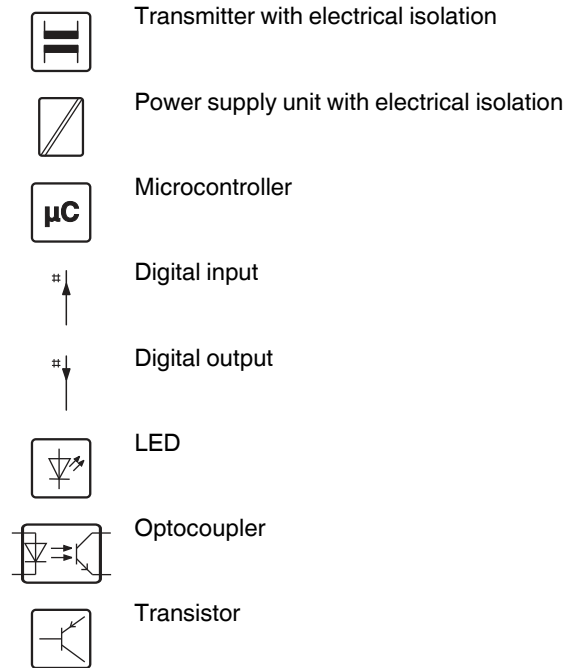 Transmitter with electrical isolation
Power supply unit with electrical isolation
µC
Microcontroller
#
Digital input
#
Digital output
LED
Optocoupler
Transistor